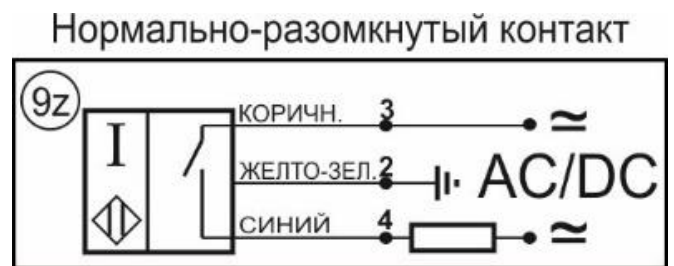 Нормально-разомкнутый контакт
9z
I
КОРИЧН. 3
≃
ЖЕЛТО-ЗЕЛ. 2
AC/DC
СИНИЙ 4
≃